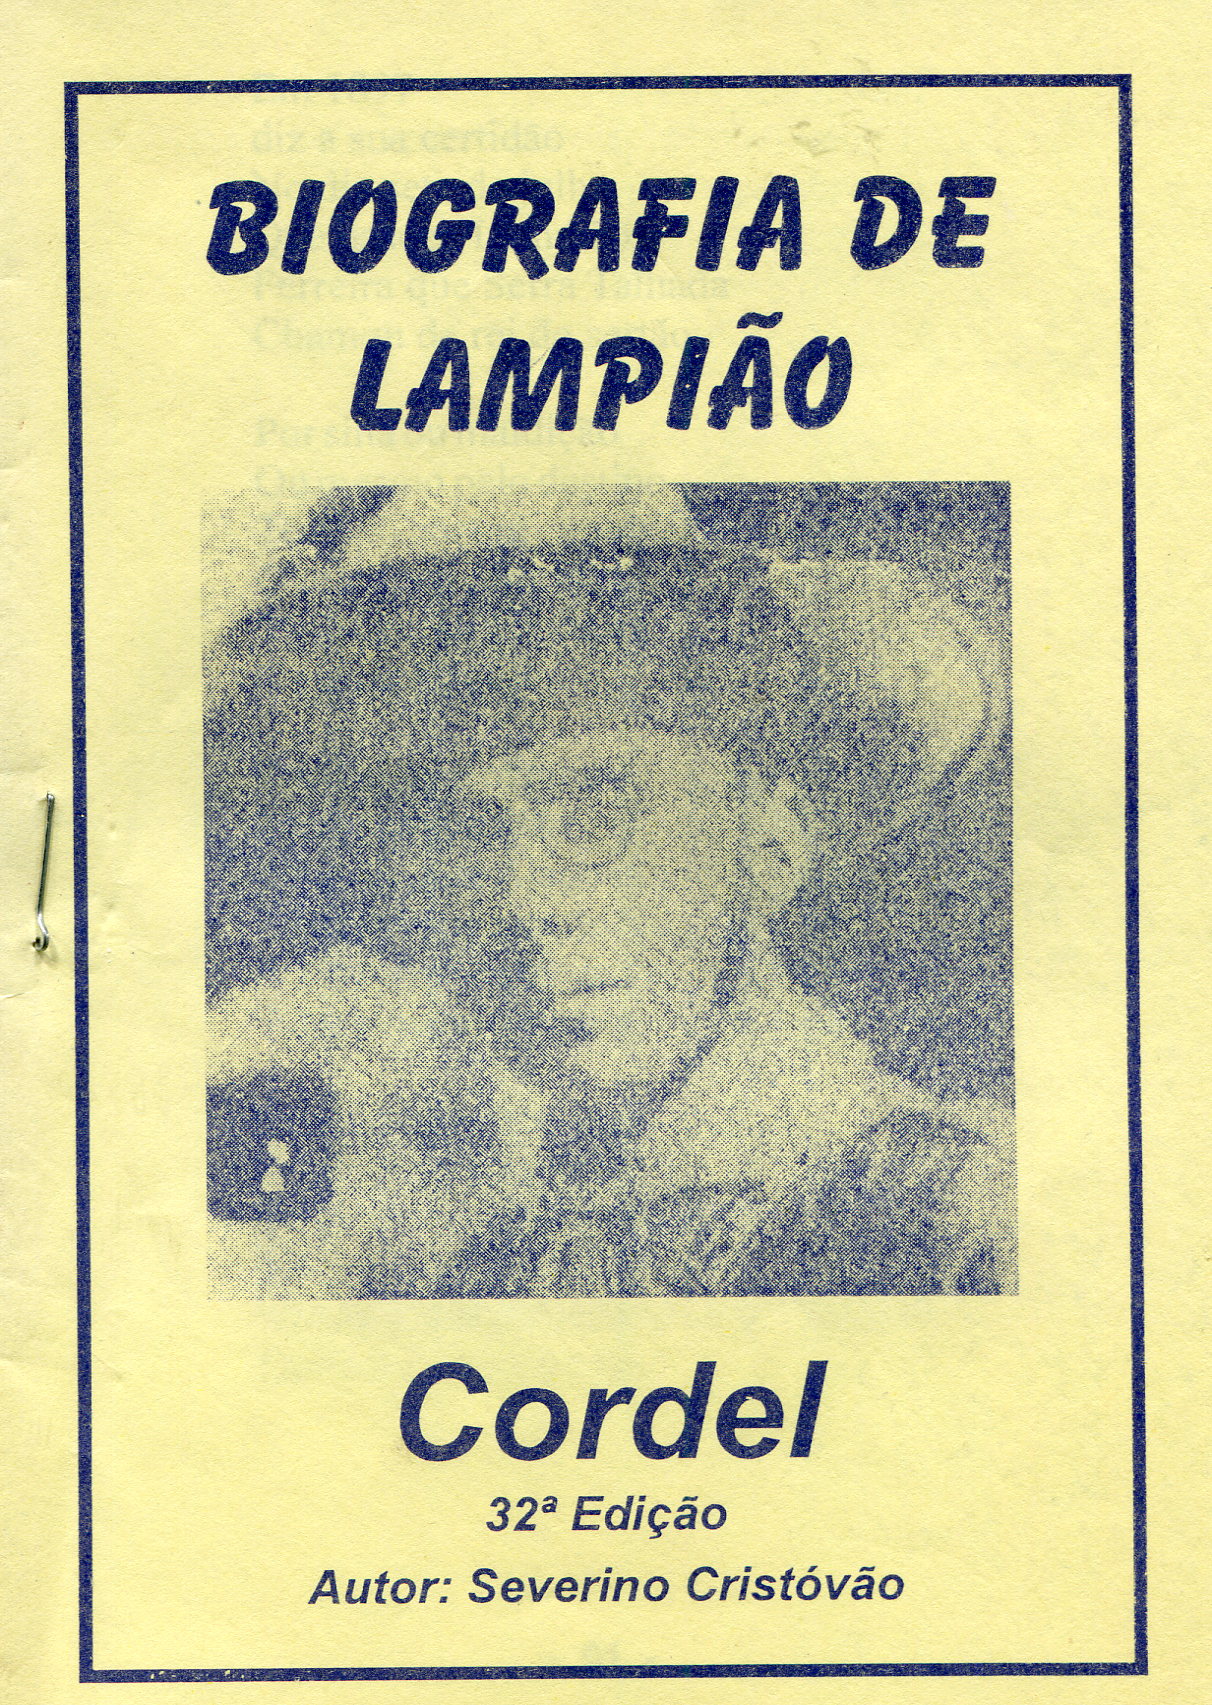 BIOGRAFIA DE
LAMPIÃO
Cordel
32ª Edição
Autor: Severino Cristóvão